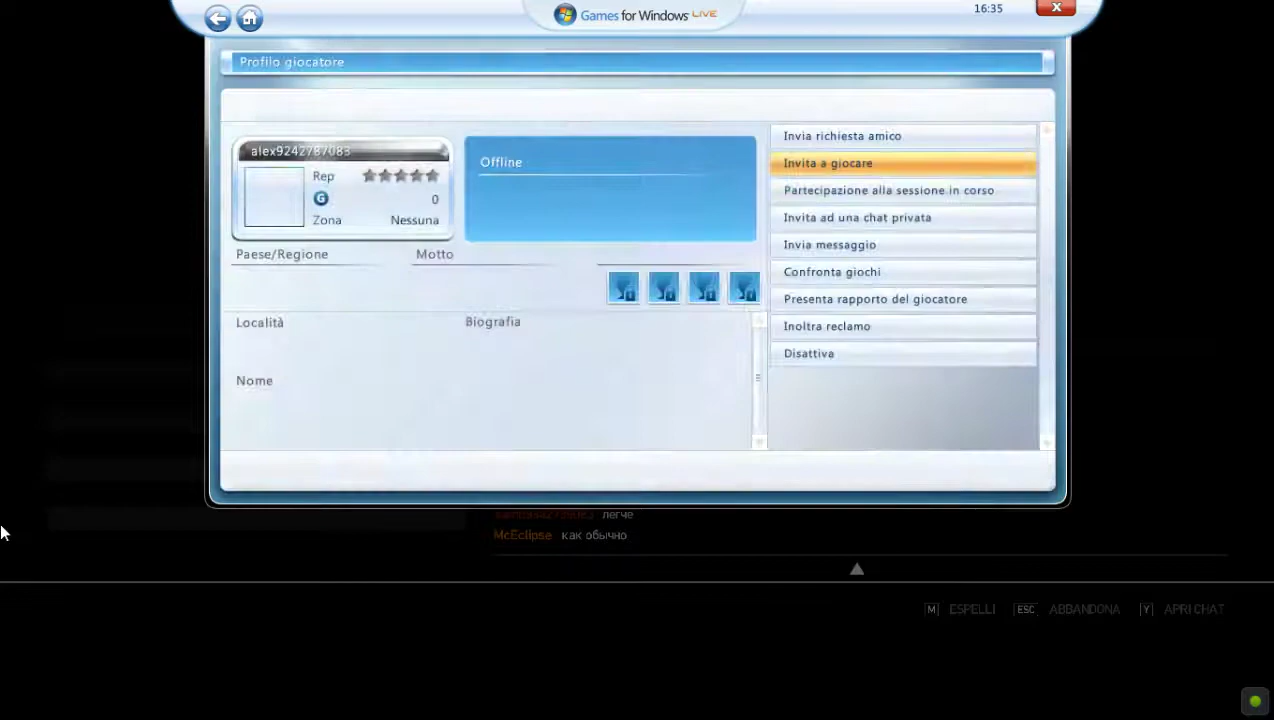 Games for Windows LIVE
16:35
Profilo giocatore
alex9242787083
Rep
G 0
Zona Nessuna
Offline
Paese/Regione
Motto
Località
Biografia
Nome
Invia richiesta amico
Invita a giocare
Partecipazione alla sessione in corso
Invita ad una chat privata
Invia messaggio
Confronta giochi
Presenta rapporto del giocatore
Inoltra reclamo
Disattiva
легче
McEclipse как обычно
M ESPELLI ESC ABBANDONA Y APRI CHAT